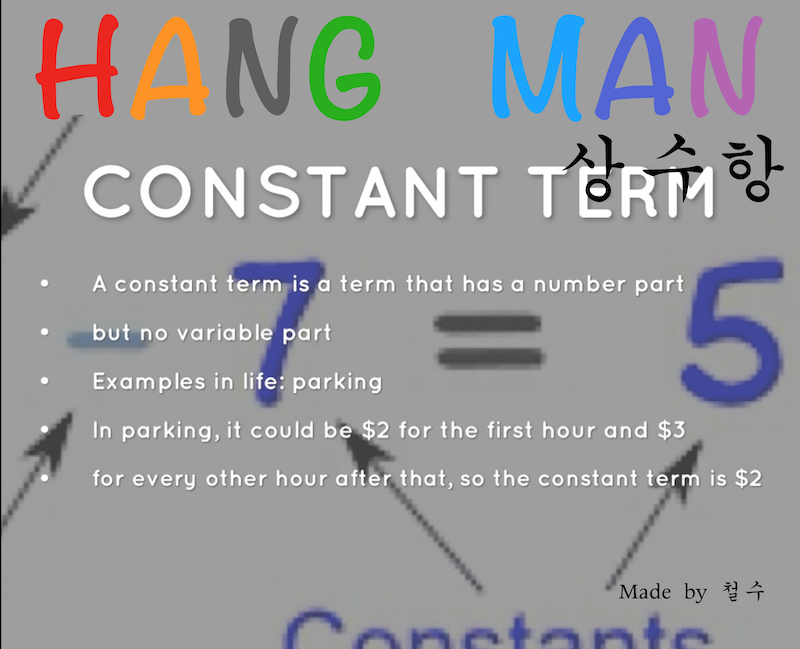 HANG MAN
상수항
CONSTANT TERM
• A constant term is a term that has a number part
• but no variable part
• Examples in life: parking
• In parking, it could be $2 for the first hour and $3
• for every other hour after that, so the constant term is $2
- 7 = 5
Made by 철수
Constants